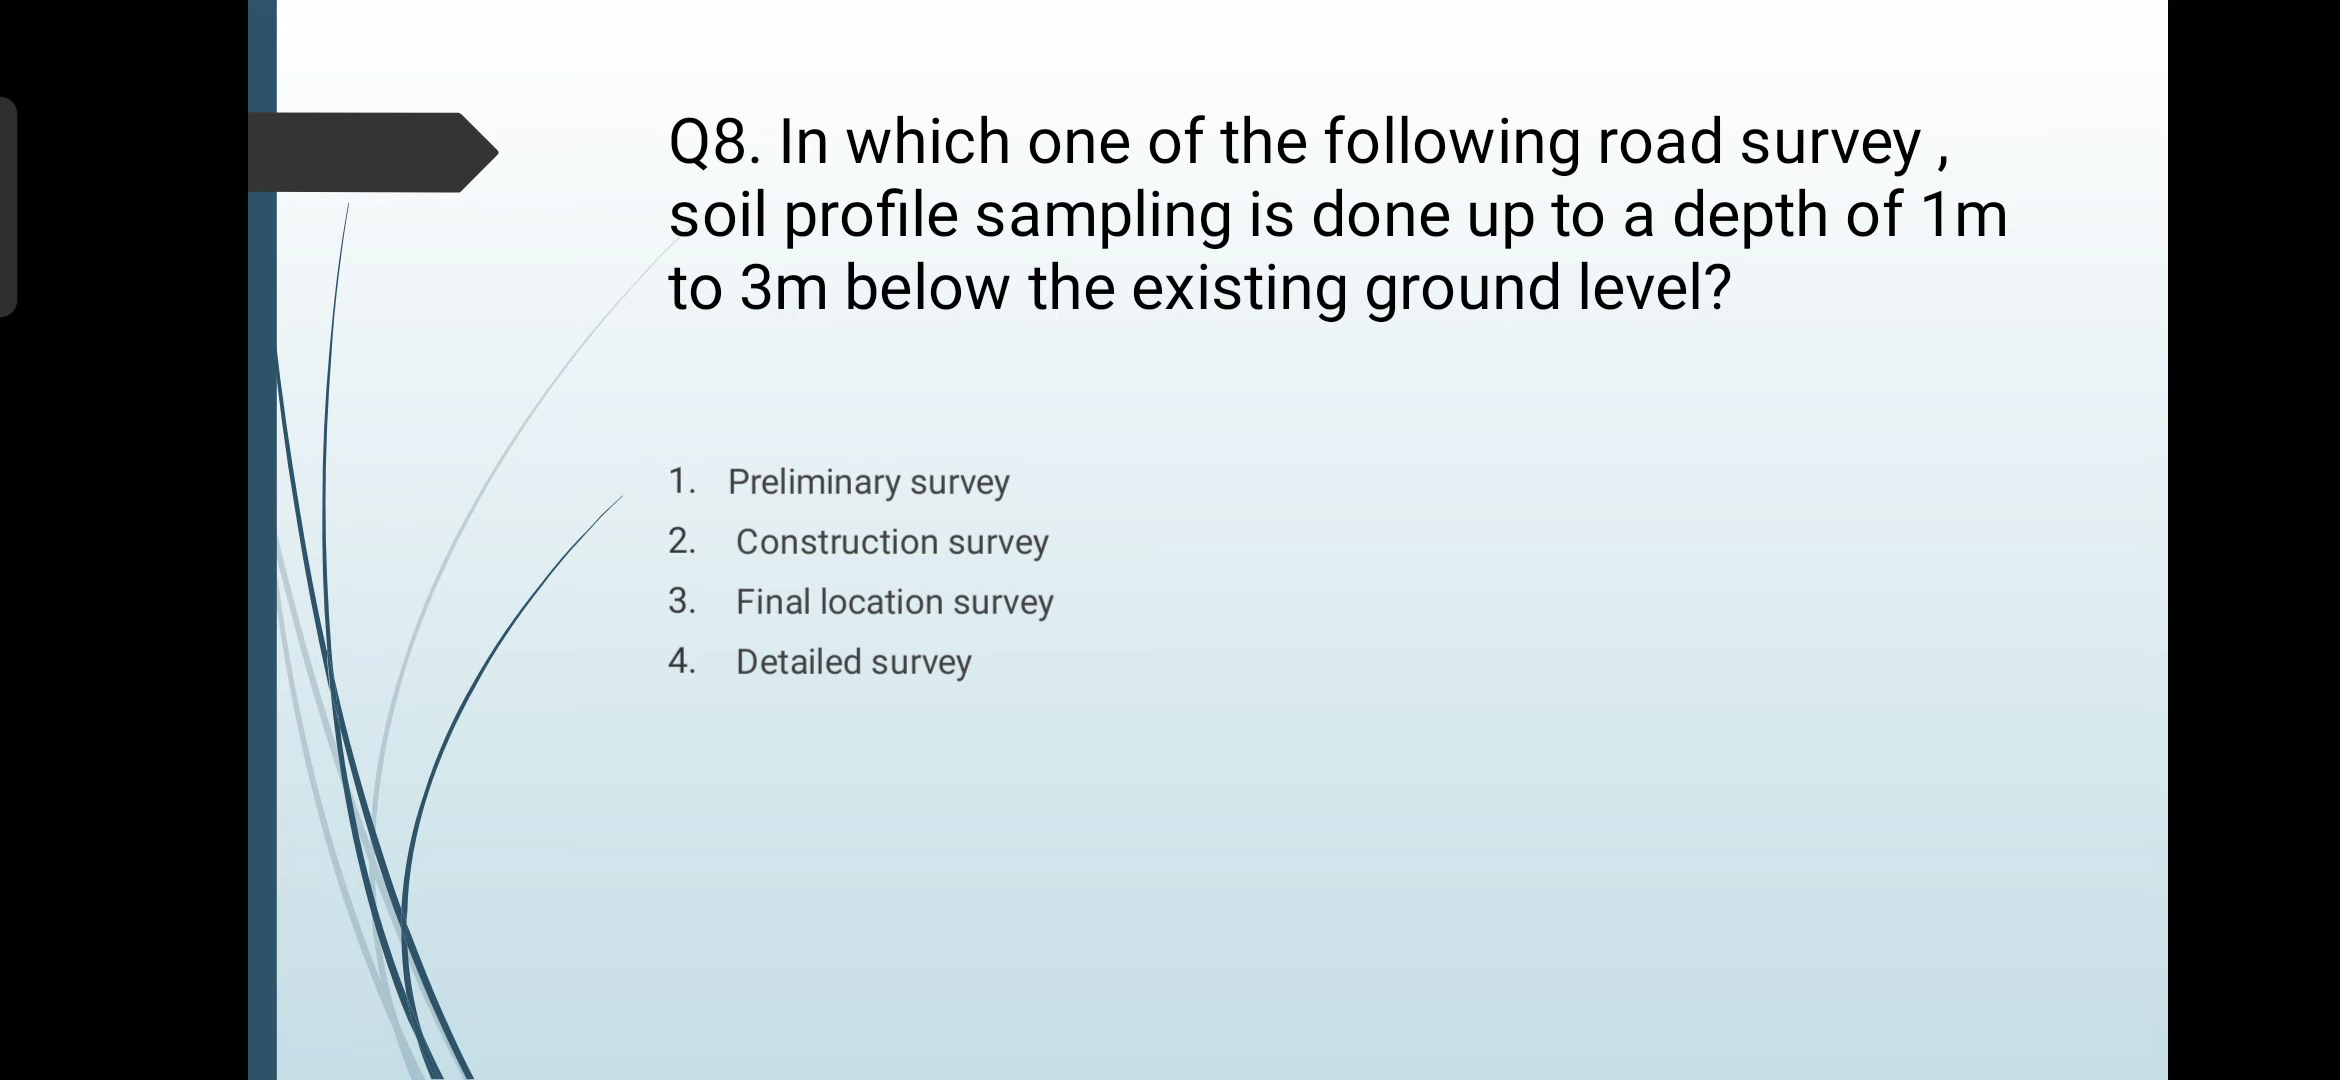 Q8. In which one of the following road survey ,
soil profile sampling is done up to a depth of 1m
to 3m below the existing ground level?
1. Preliminary survey
2. Construction survey
3. Final location survey
4. Detailed survey